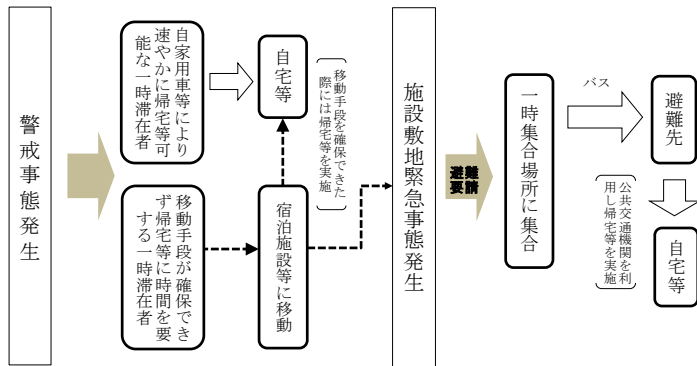 警戒事態発生
自家用車等により
速やかに帰宅等可
能な一時滞在者
移動手段が確保でき
ず帰宅等に時間を要
する一時滞在者
自宅等
移動手段を確保できた
際には帰宅等を実施
宿泊施設等に移動
施設敷地緊急事態発生
避難
要請
一時集合場所に集合
バス
避難先
公共交通機関を利
用し帰宅等を実施
自宅等